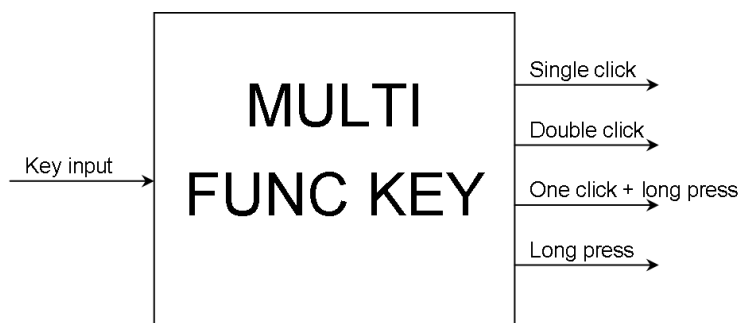 Key input
MULTI
FUNC KEY
Single click
Double click
One click + long press
Long press